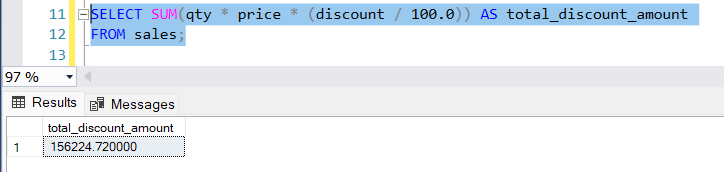 11 SELECT SUM(qty * price * (discount / 100.0)) AS total_discount_amount
12 FROM sales;
13
97 %
Results Messages
total_discount_amount
1 156224.720000